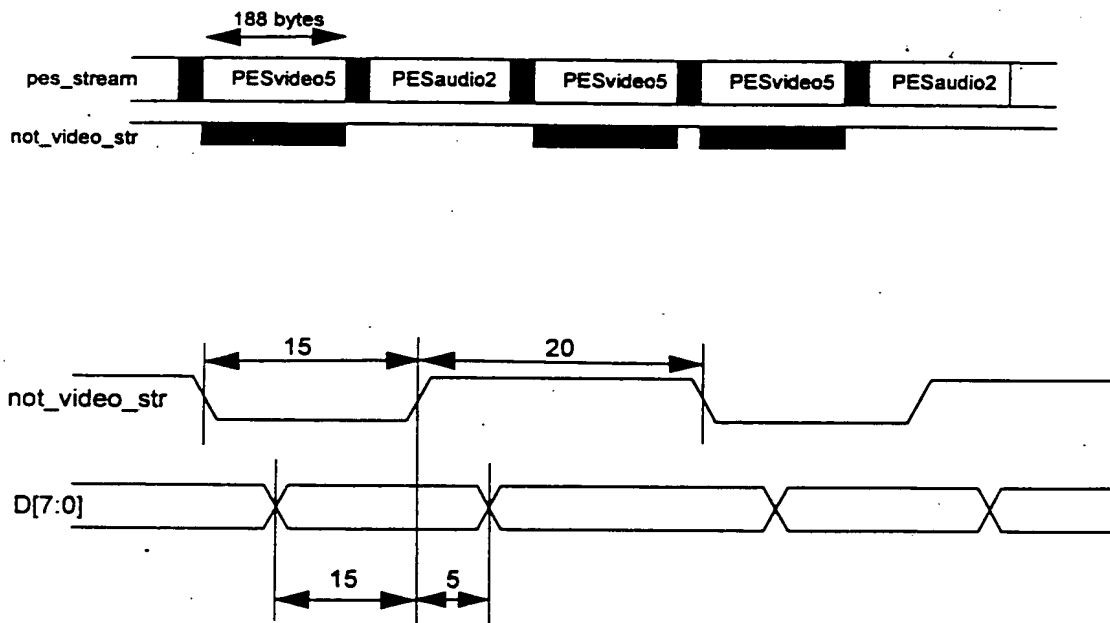 188 bytes
pes_stream PESvideo5 PESaudio2 PESvideo5 PESvideo5 PESaudio2
not_video_str
15 20
not_video_str
D[7:0]
15 5